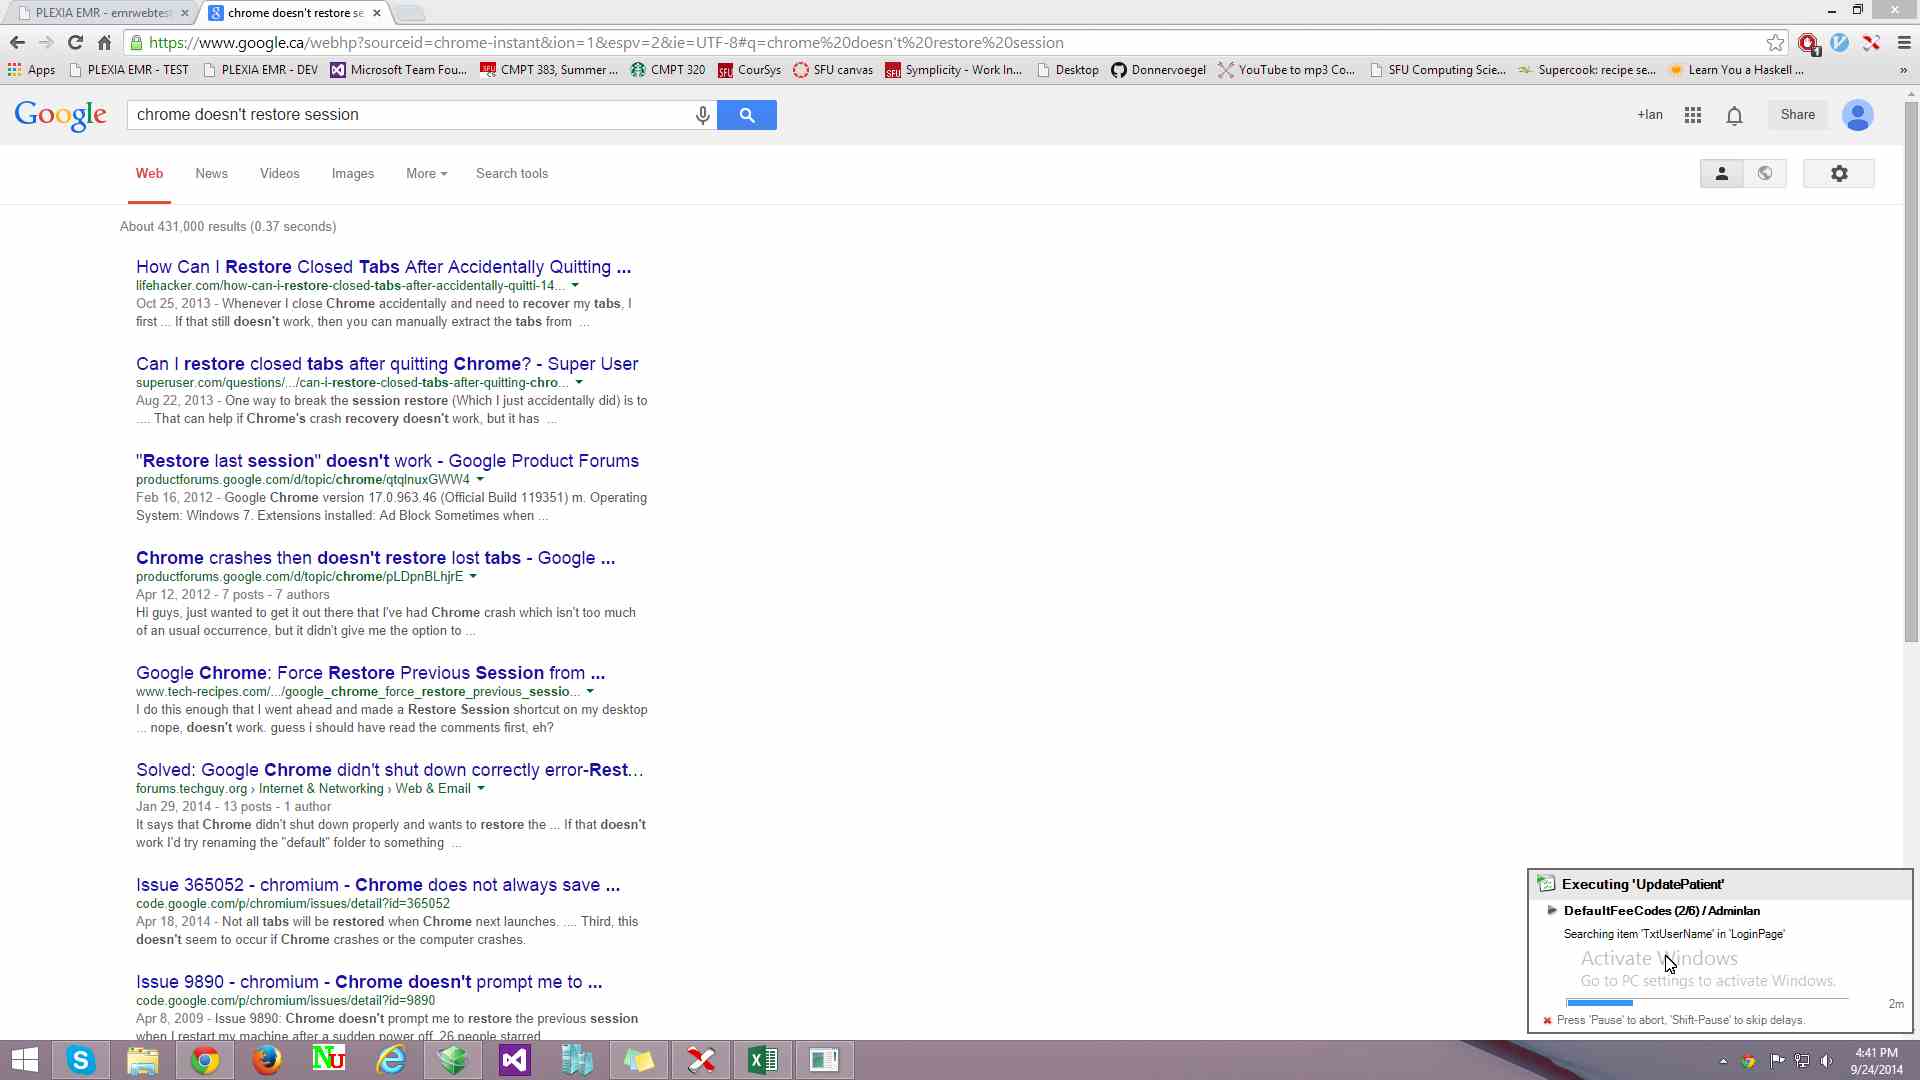 PLEXIA EMR - emrwebtest
chrome doesn't restore se
https://www.google.ca/webhp?sourceid=chrome-instant&ion=1&espv=2&ie=UTF-8#q=chrome%20doesn't%20restore%20session
Apps PLEXIA EMR - TEST PLEXIA EMR - DEV Microsoft Team Fou... CMPT 383, Summer ... CMPT 320 CourSys SFU canvas Symplicity - Work In... Desktop Donnervoegel YouTube to mp3 Co... SFU Computing Scie... Supercook: recipe se... Learn You a Haskell ... »
Google chrome doesn't restore session +Ian Share
Web News Videos Images More Search tools
About 431,000 results (0.37 seconds)
How Can I Restore Closed Tabs After Accidentally Quitting ...
lifehacker.com/how-can-i-restore-closed-tabs-after-accidentally-quitti-14...
Oct 25, 2013 - Whenever I close Chrome accidentally and need to recover my tabs, I
first ... If that still doesn't work, then you can manually extract the tabs from ...
Can I restore closed tabs after quitting Chrome? - Super User
superuser.com/questions/.../can-i-restore-closed-tabs-after-quitting-chro...
Aug 22, 2013 - One way to break the session restore (Which I just accidentally did) is to
.... That can help if Chrome's crash recovery doesn't work, but it has ...
"Restore last session" doesn't work - Google Product Forums
productforums.google.com/d/topic/chrome/qtqlnuxGWW4
Feb 16, 2012 - Google Chrome version 17.0.963.46 (Official Build 119351) m. Operating
System: Windows 7. Extensions installed: Ad Block Sometimes when ...
Chrome crashes then doesn't restore lost tabs - Google ...
productforums.google.com/d/topic/chrome/pLDpnBLhjrE
Apr 12, 2012 - 7 posts - 7 authors
Hi guys, just wanted to get it out there that I've had Chrome crash which isn't too much
of an usual occurrence, but it didn't give me the option to ...
Google Chrome: Force Restore Previous Session from ...
www.tech-recipes.com/.../google_chrome_force_restore_previous_sessio...
I do this enough that I went ahead and made a Restore Session shortcut on my desktop
... nope, doesn't work. guess i should have read the comments first, eh?
Solved: Google Chrome didn't shut down correctly error-Rest...
forums.techguy.org › Internet & Networking › Web & Email
Jan 29, 2014 - 13 posts - 1 author
It says that Chrome didn't shut down properly and wants to restore the ... If that doesn't
work I'd try renaming the "default" folder to something ...
Issue 365052 - chromium - Chrome does not always save ...
code.google.com/p/chromium/issues/detail?id=365052
Apr 18, 2014 - Not all tabs will be restored when Chrome next launches. .... Third, this
doesn't seem to occur if Chrome crashes or the computer crashes.
Issue 9890 - chromium - Chrome doesn't prompt me to ...
code.google.com/p/chromium/issues/detail?id=9890
Apr 8, 2009 - Issue 9890: Chrome doesn't prompt me to restore the previous session
when I restart my machine after a sudden power off. 26 people starred
Executing 'UpdatePatient'
DefaultFeeCodes (2/6) / AdminIan
Searching item 'TxtUserName' in 'LoginPage'
Activate Windows
Go to PC settings to activate Windows.
2m
Press 'Pause' to abort, 'Shift-Pause' to skip delays.
4:41 PM
9/24/2014